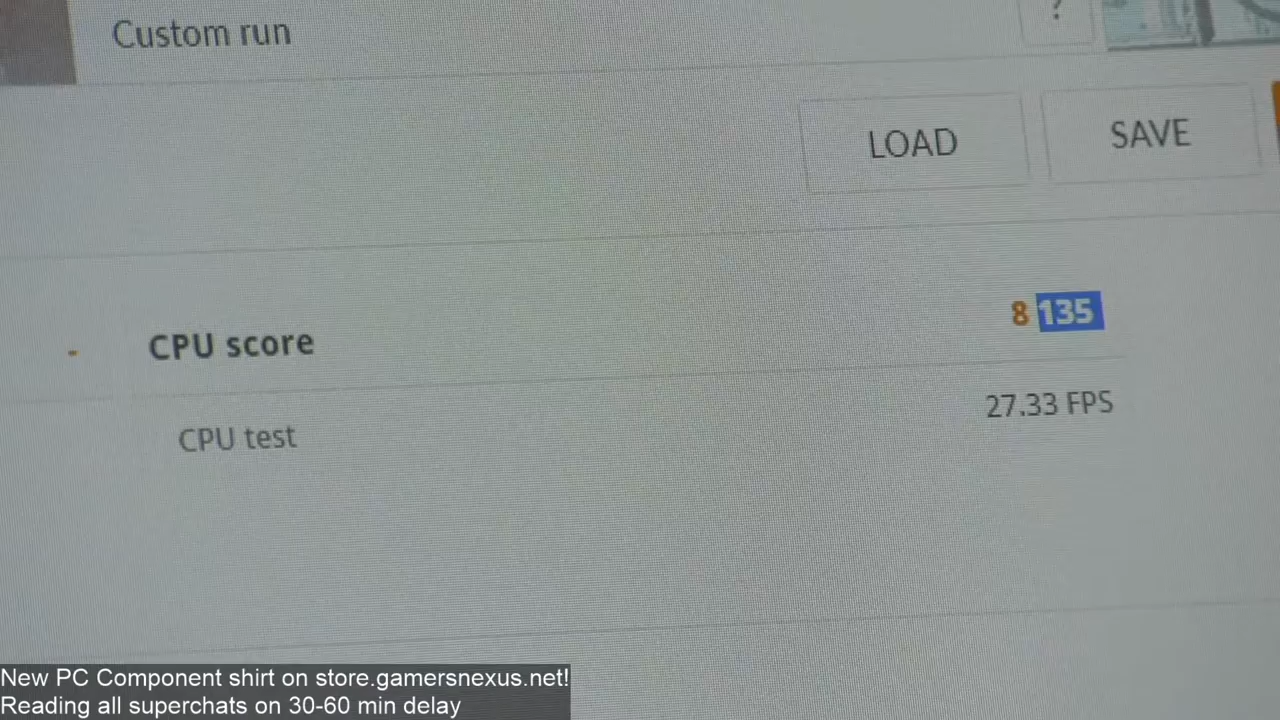 Custom run
?
LOAD
SAVE
CPU score
8 135
CPU test
27.33 FPS
New PC Component shirt on store.gamersnexus.net!
Reading all superchats on 30-60 min delay